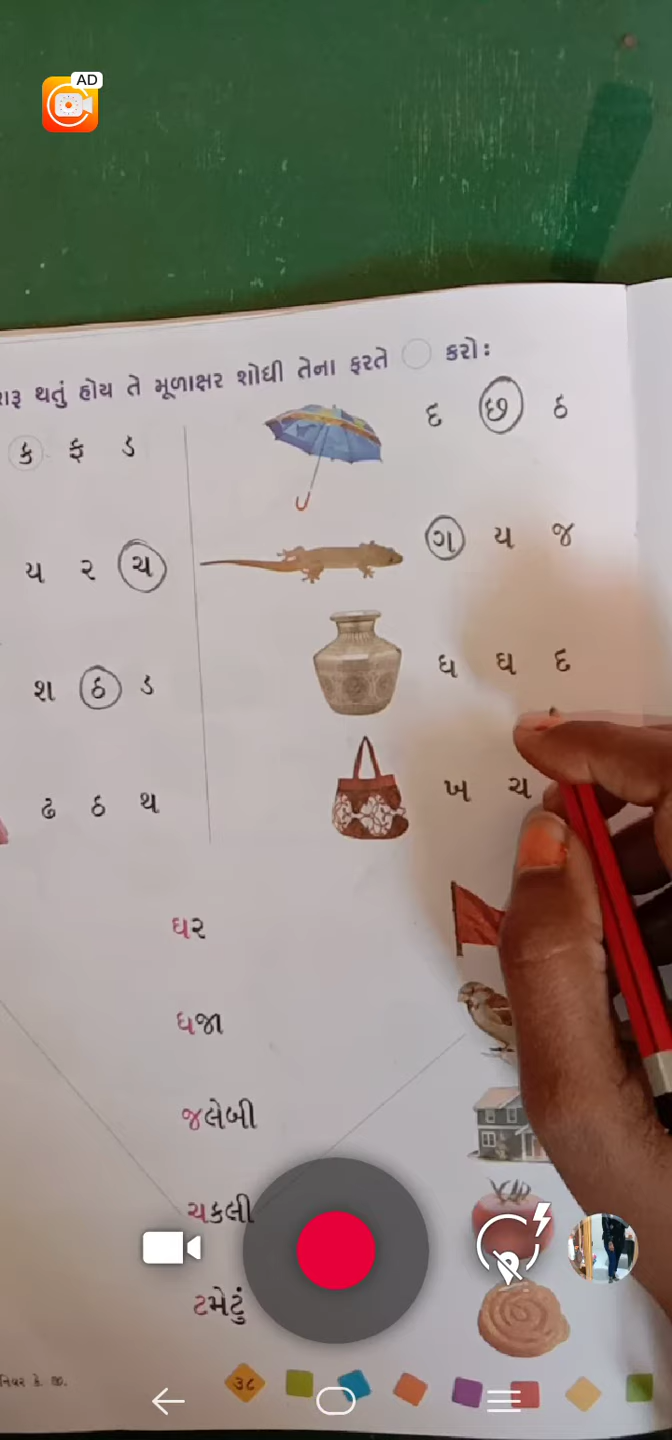 AD
થતું હોય તે મૂળાક્ષર શોધી તેના ફરતે ◯ કરો:
ક ફ ડ
દ છ ઠ
ય ર ચ
ગ ય જ
શ ઠ ડ
ધ ઘ દ
ઢ ઠ થ
ખ ચ
ઘર
ધજા
જલેબી
ચકલી
ટમેટું
કે. જી.
૩૮